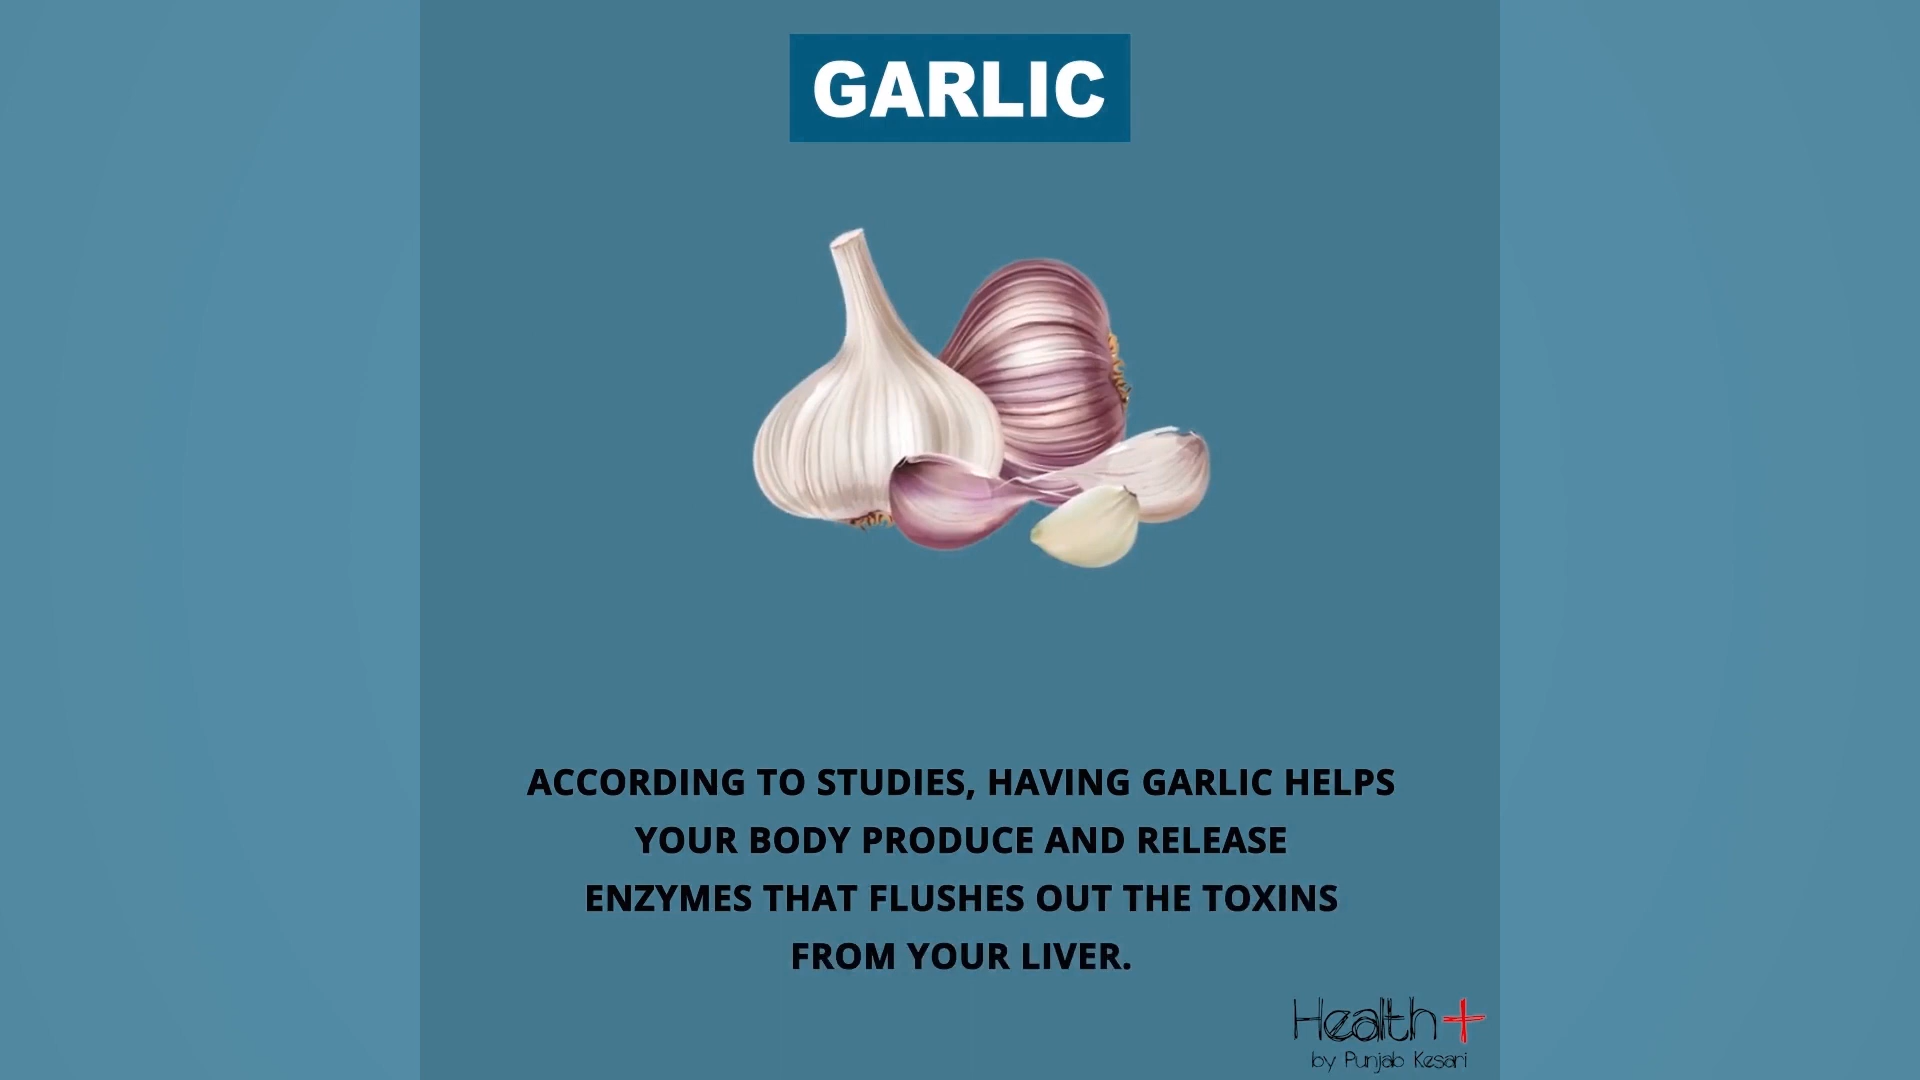 GARLIC
ACCORDING TO STUDIES, HAVING GARLIC HELPS
YOUR BODY PRODUCE AND RELEASE
ENZYMES THAT FLUSHES OUT THE TOXINS
FROM YOUR LIVER.
Health+
by Punjab Kesari